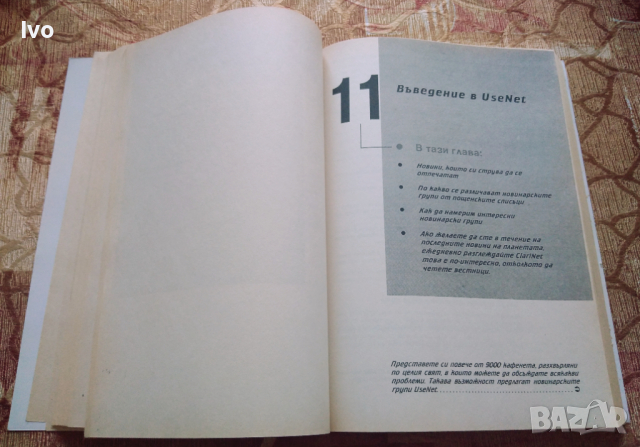 Ivo
11
Въведение в UseNet
В тази глава:
Новини, които си струва да се
отпечатат
По какво се различават новинарските
групи от пощенските списъци
Как да намерим интересни
новинарски групи
Ако желаете да сте в течение на
последните новини на планетата,
ежедневно разглеждайте ClariNet
това е по-интересно, отколкото да
четете вестници.
Представете си повече от 9000 кафенета, разхвърляни
по целия свят, в които можете да обсъждате всякакви
проблеми. Такава възможност предлагат новинарските
групи UseNet.
BAZAR